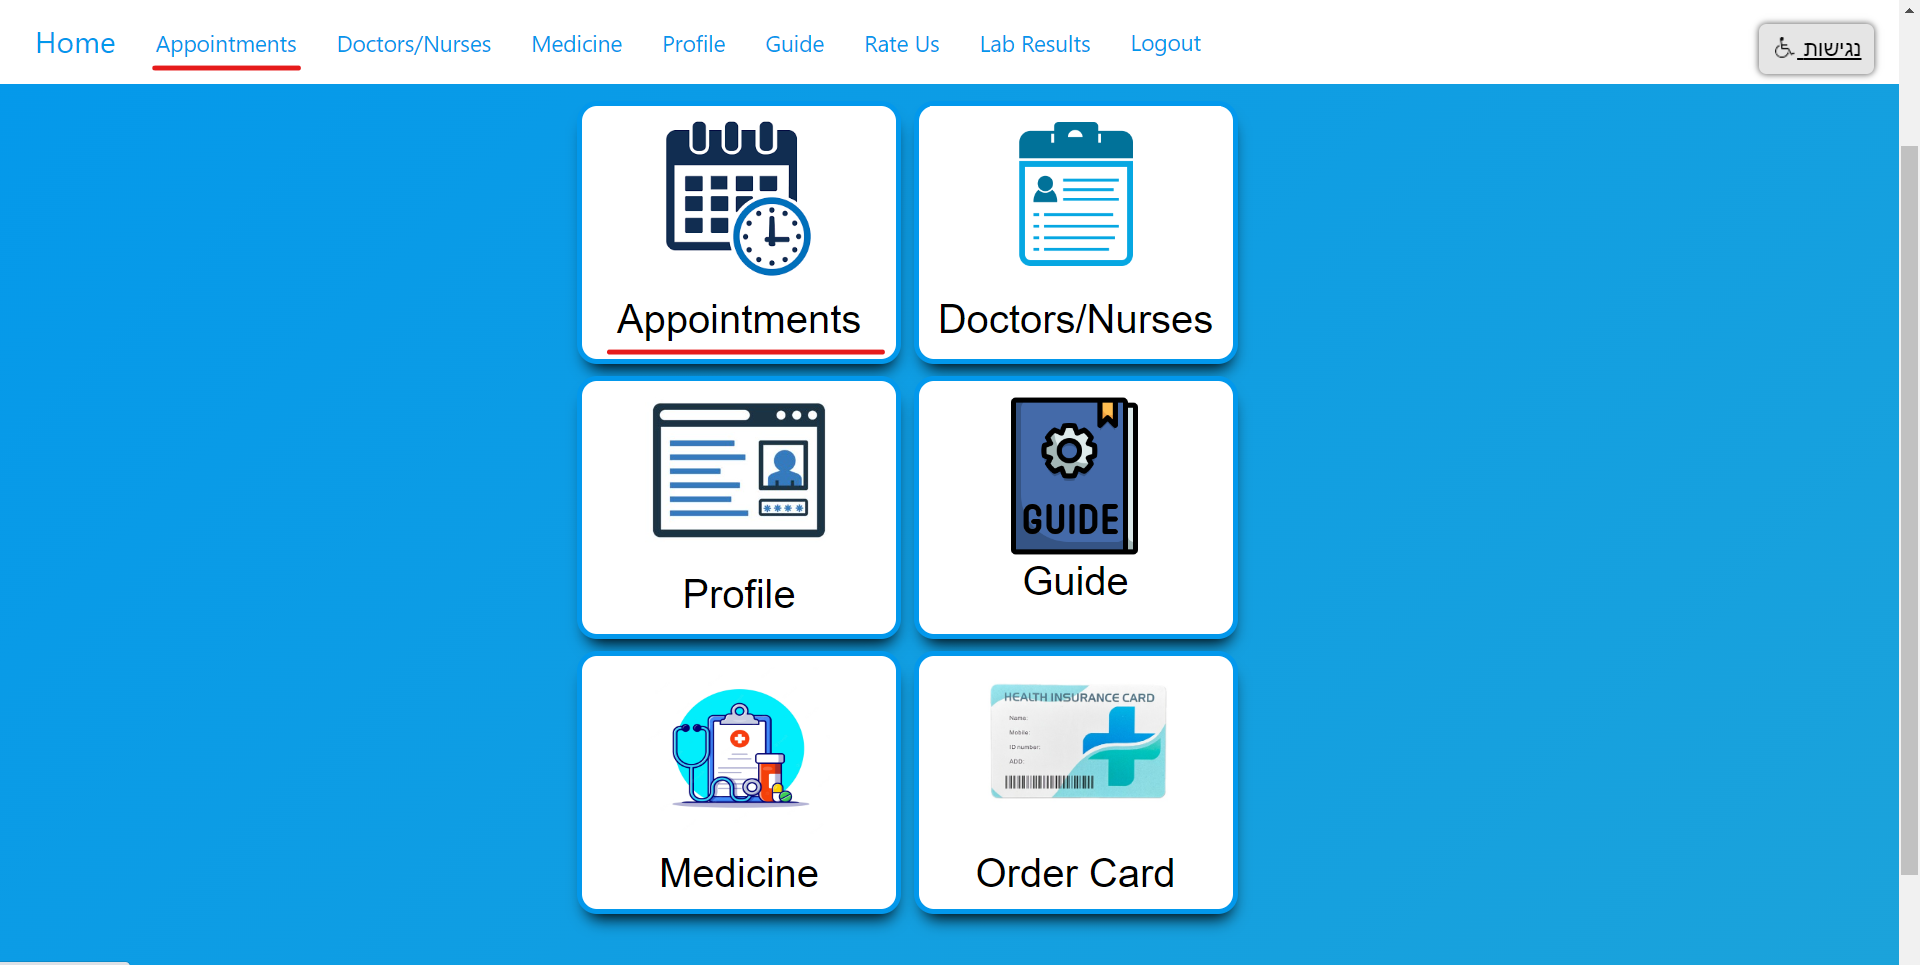 Home Appointments Doctors/Nurses Medicine Profile Guide Rate Us Lab Results Logout נגישות
Appointments
Doctors/Nurses
GUIDE
Profile
Guide
HEALTH INSURANCE CARD
Name:
Mobile:
ID number:
ADD:
Medicine
Order Card